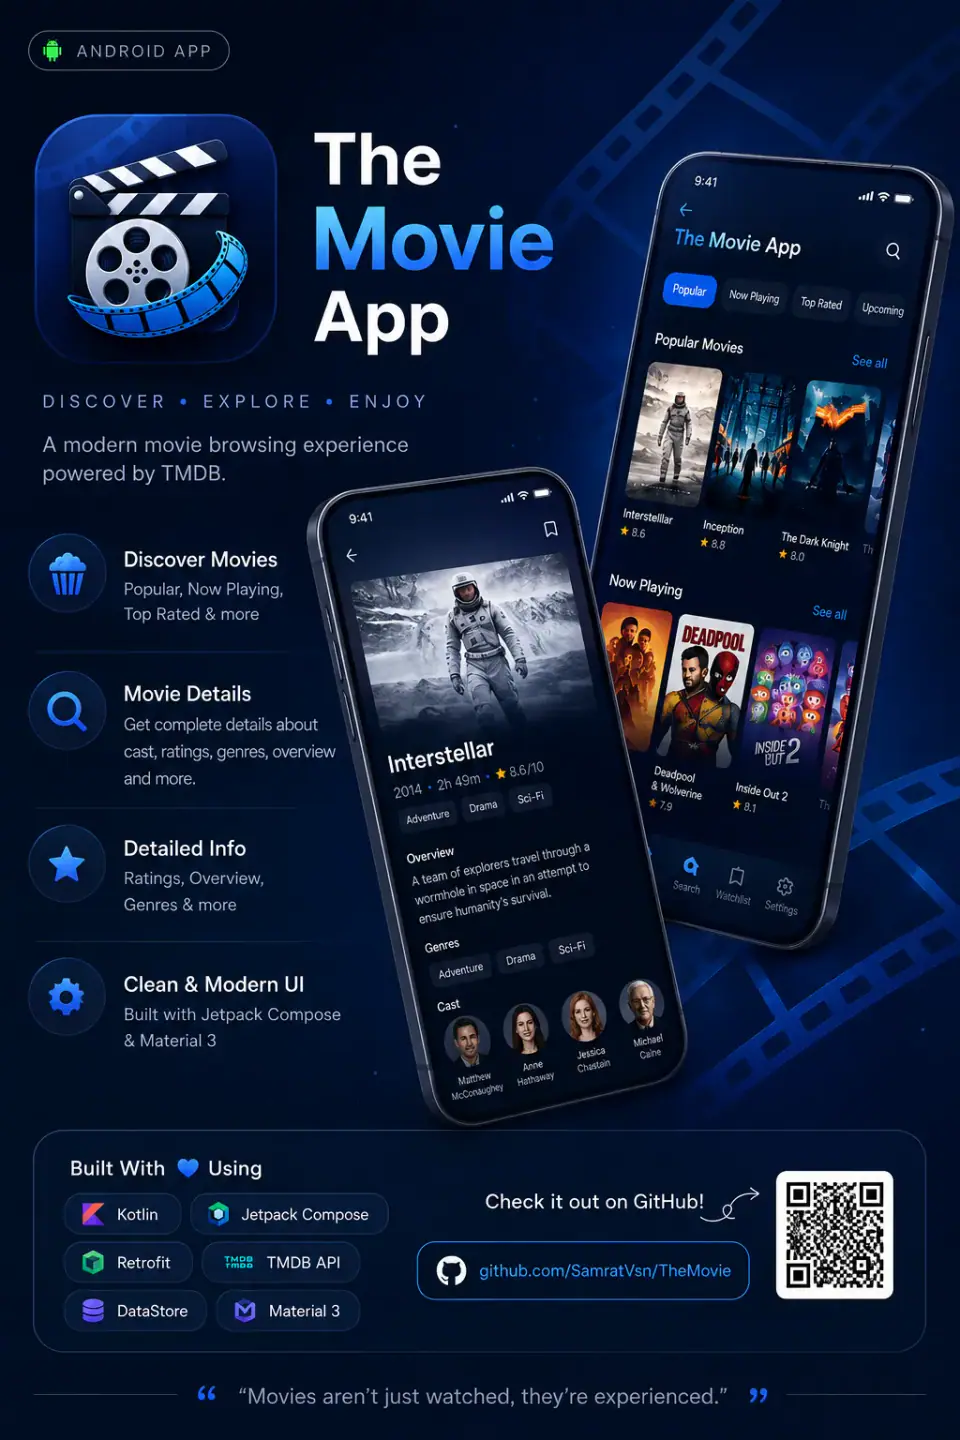 ANDROID APP
The
Movie
App
DISCOVER • EXPLORE • ENJOY
A modern movie browsing experience
powered by TMDB.
Discover Movies
Popular, Now Playing,
Top Rated & more
Movie Details
Get complete details about
cast, ratings, genres, overview
and more.
Detailed Info
Ratings, Overview,
Genres & more
Clean & Modern UI
Built with Jetpack Compose
& Material 3
9:41
The Movie App
Popular
Now Playing
Top Rated
Upcoming
Popular Movies
See all
Interstelllar
★ 8.6
Inception
★ 8.8
The Dark Knight
★ 8.0
Th
Now Playing
See all
DEADPOOL
INSIDE
OUT 2
Deadpool
& Wolverine
★ 7.9
Inside Out 2
★ 8.1
Th
Search
Watchlist
Settings
9:41
Interstellar
2014 • 2h 49m • ★ 8.6/10
Adventure
Drama
Sci-Fi
Overview
A team of explorers travel through a
wormhole in space in an attempt to
ensure humanity's survival.
Genres
Adventure
Drama
Sci-Fi
Cast
Matthew
McConaughey
Anne
Hathaway
Jessica
Chastain
Michael
Caine
Built With 💙 Using
Kotlin
Jetpack Compose
Retrofit
TMDB
TMDB
TMDB API
DataStore
Material 3
Check it out on GitHub!
github.com/SamratVsn/TheMovie
“ “Movies aren’t just watched, they’re experienced.” ”